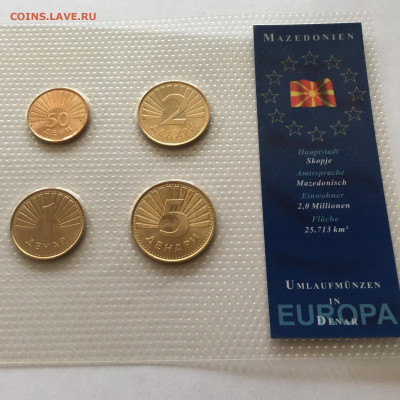 COINS.LAVE.RU
50
ДЕНИ
2
ДЕНАРИ
1
ДЕНАР
5
ДЕНАРИ
MAZEDONIEN
Hauptstadt
Skopje
Amtssprache
Mazedonisch
Einwohner
2,0 Millionen
Fläche
25.713 km²
UMLAUFMÜNZEN
IN
DENAR
EUROPA